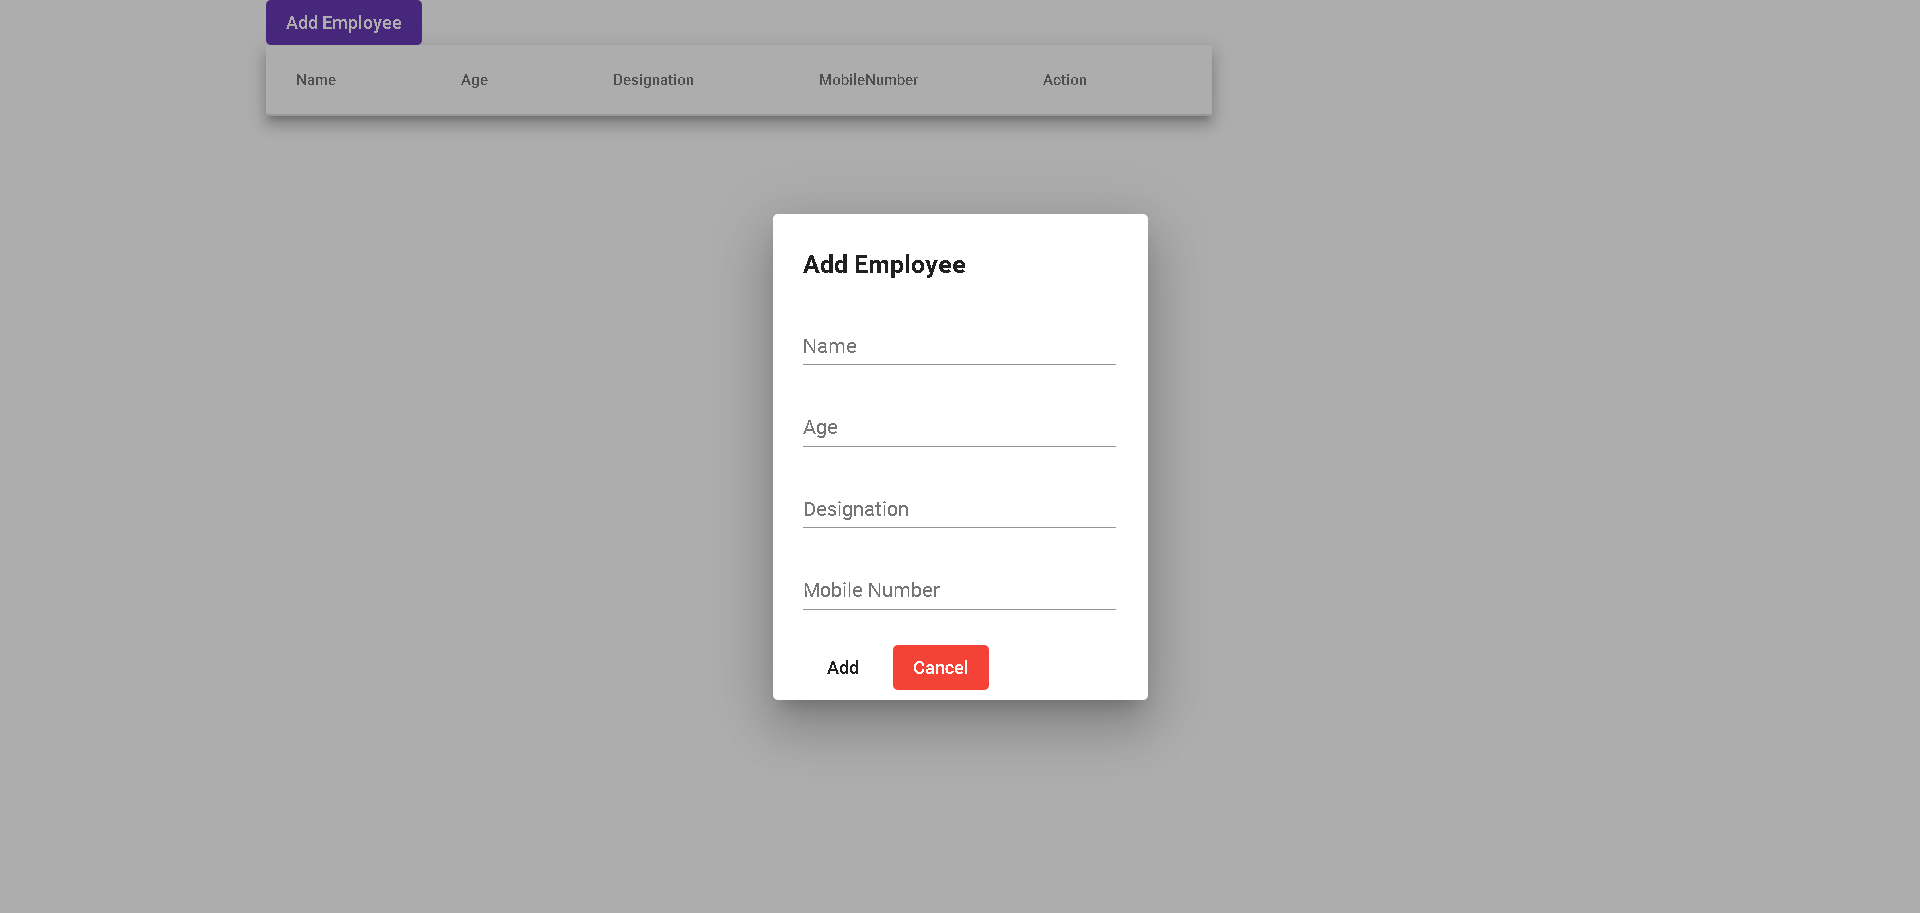 Add Employee
Name Age Designation MobileNumber Action
Add Employee
Name
Age
Designation
Mobile Number
Add Cancel